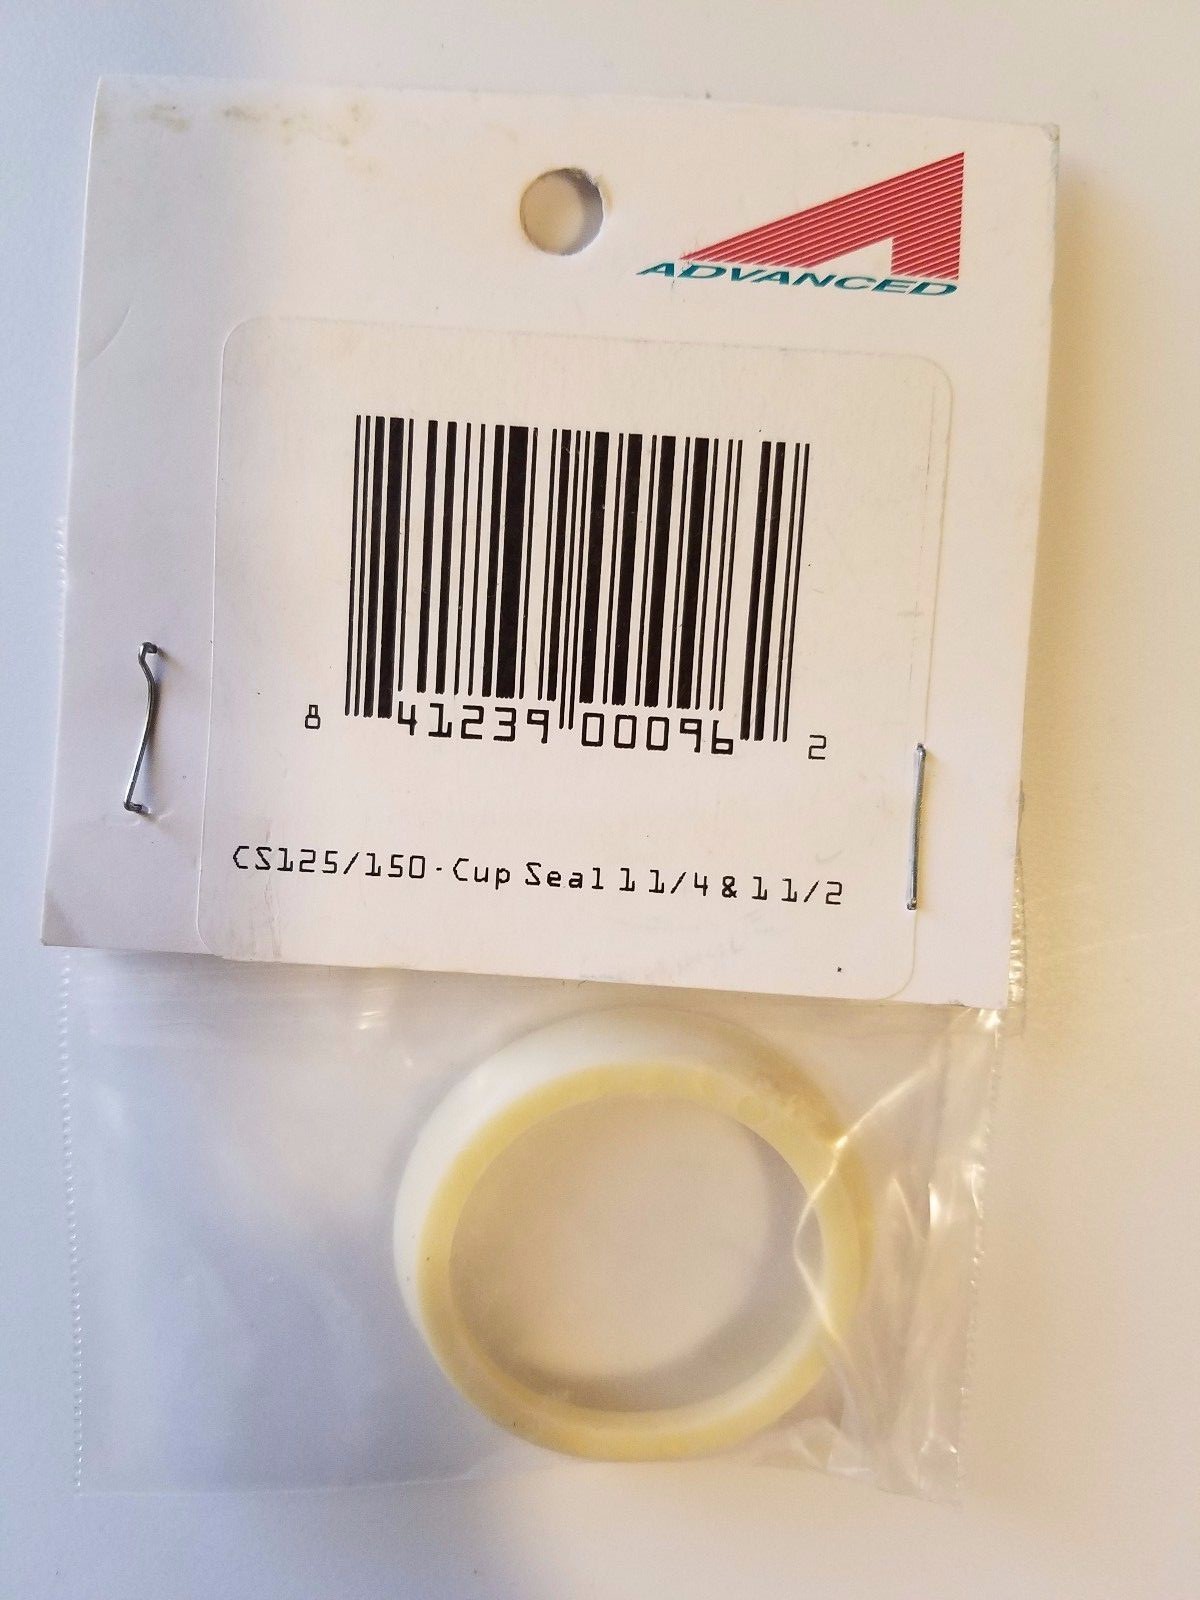 ADVANCED
8 41239 00096 2
CS125/150-Cup Seal 1 1/4 & 1 1/2